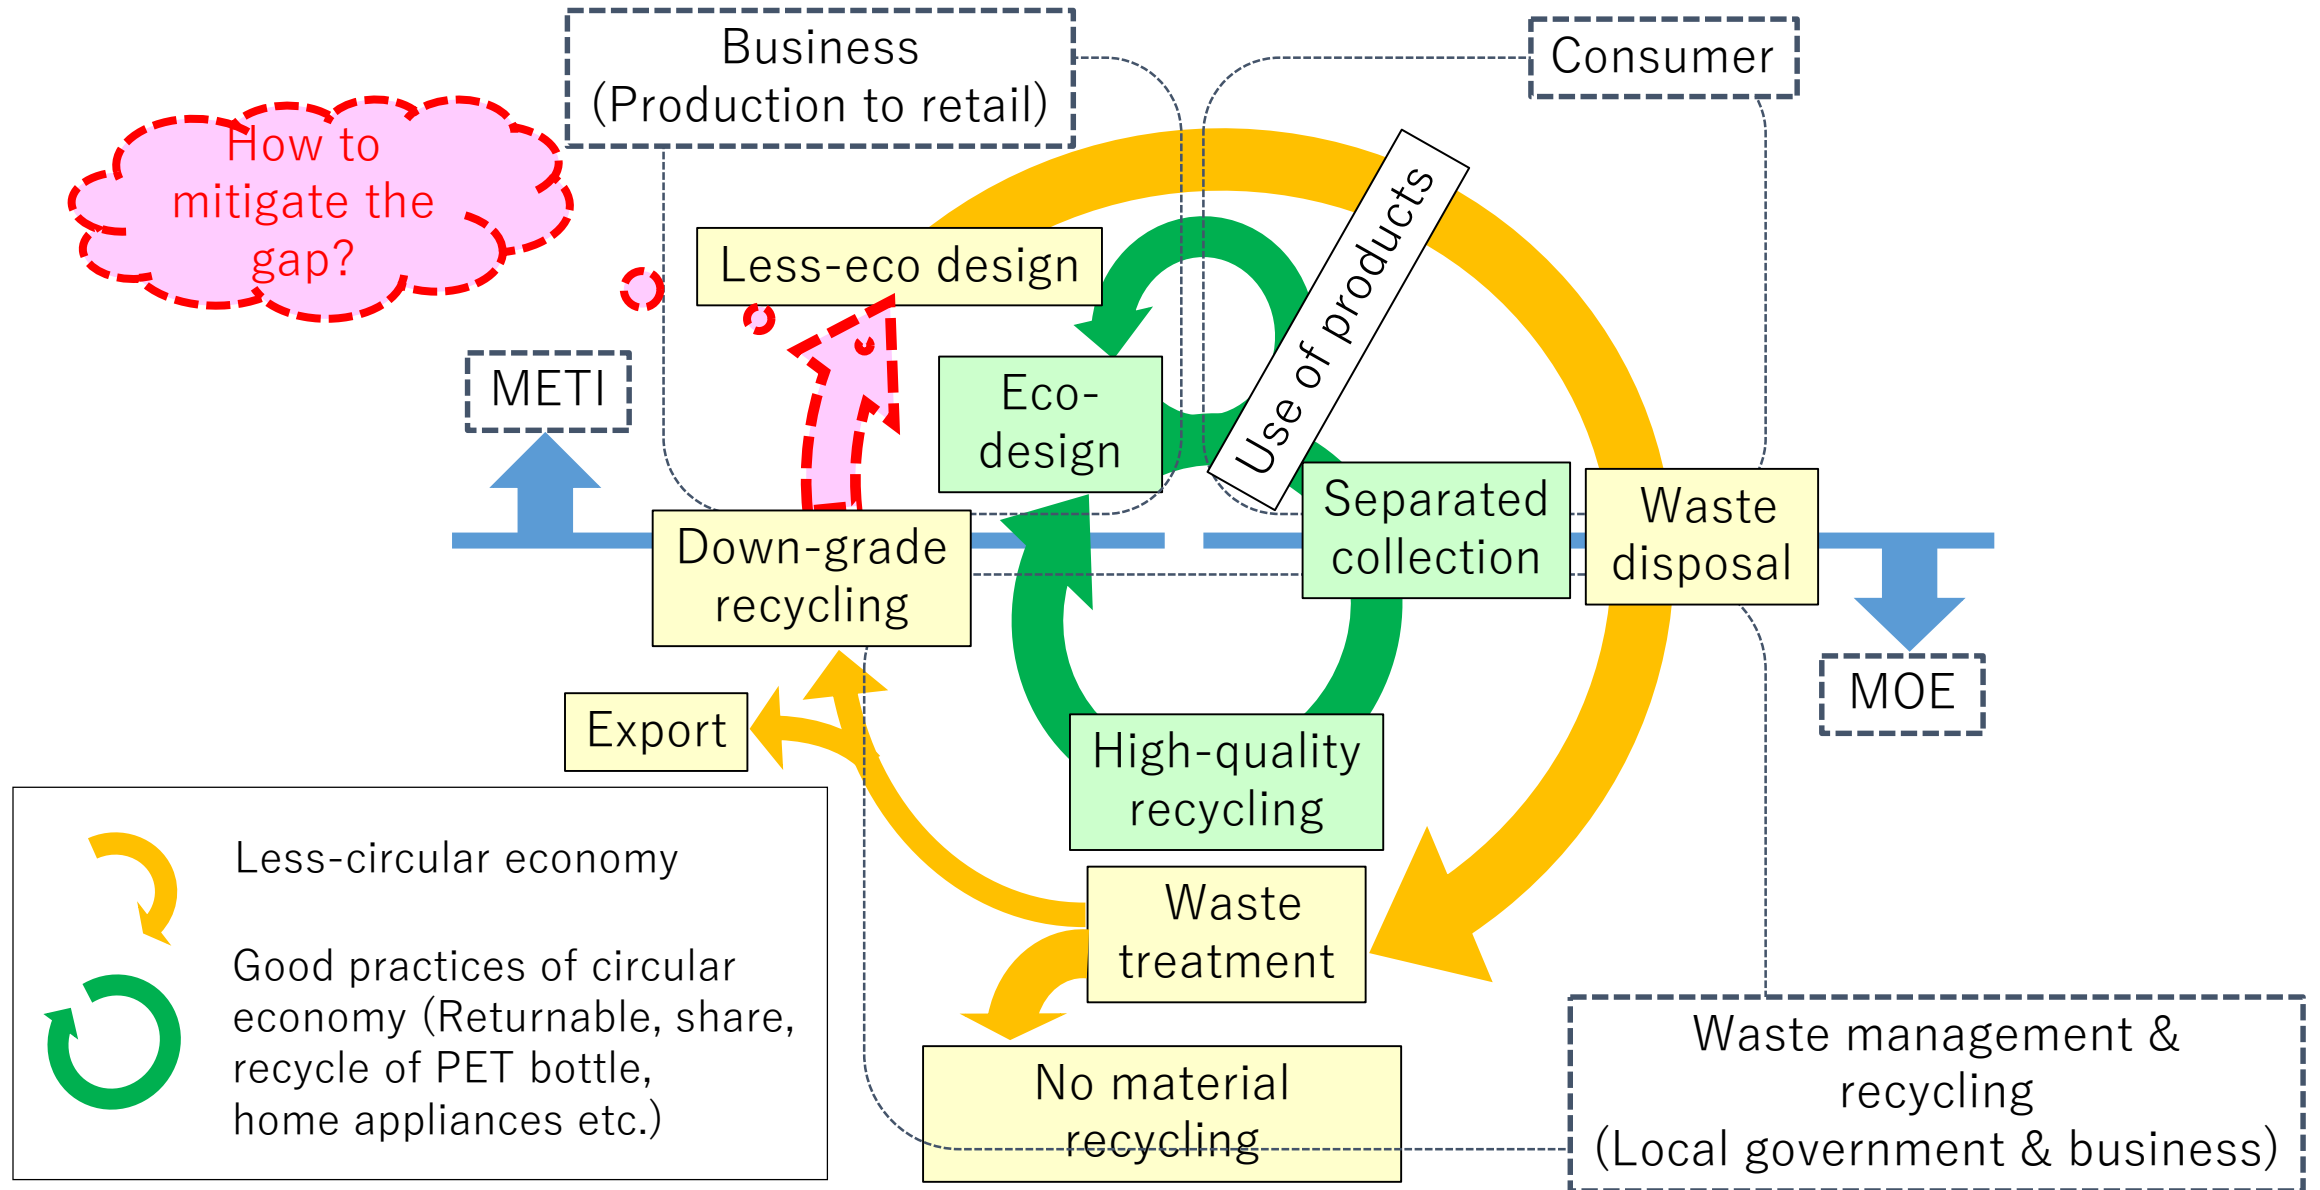 Business
(Production to retail)
Consumer
How to
mitigate the
gap?
Less-eco design
Use of products
METI
Eco-
design
Separated
collection
Waste
disposal
Down-grade
recycling
MOE
Export
High-quality
recycling
Less-circular economy
Waste
treatment
Good practices of circular
economy (Returnable, share,
recycle of PET bottle,
home appliances etc.)
No material
recycling
Waste management &
recycling
(Local government & business)